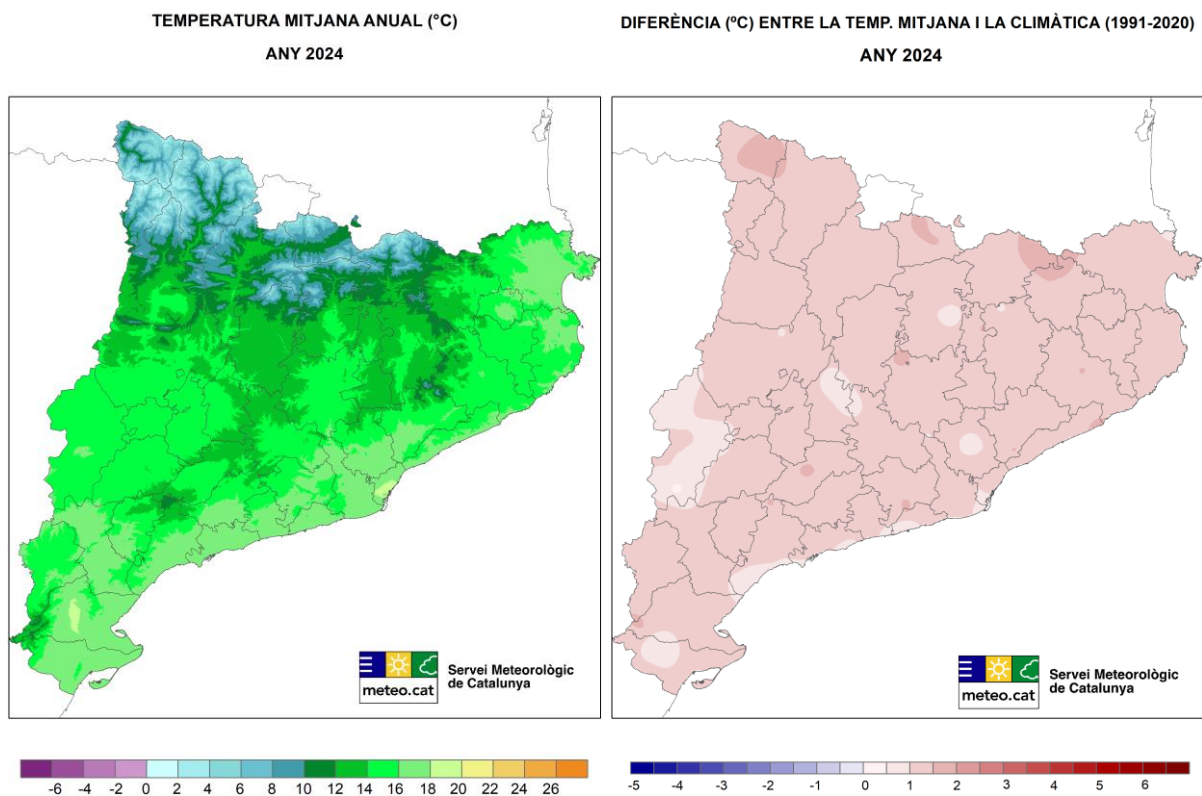 TEMPERATURA MITJANA ANUAL (°C)
ANY 2024
DIFERÈNCIA (ºC) ENTRE LA TEMP. MITJANA I LA CLIMÀTICA (1991-2020)
ANY 2024
meteo.cat
Servei Meteorològic
de Catalunya
meteo.cat
Servei Meteorològic
de Catalunya
-6 -4 -2 0 2 4 6 8 10 12 14 16 18 20 22 24 26
-5 -4 -3 -2 -1 0 1 2 3 4 5 6